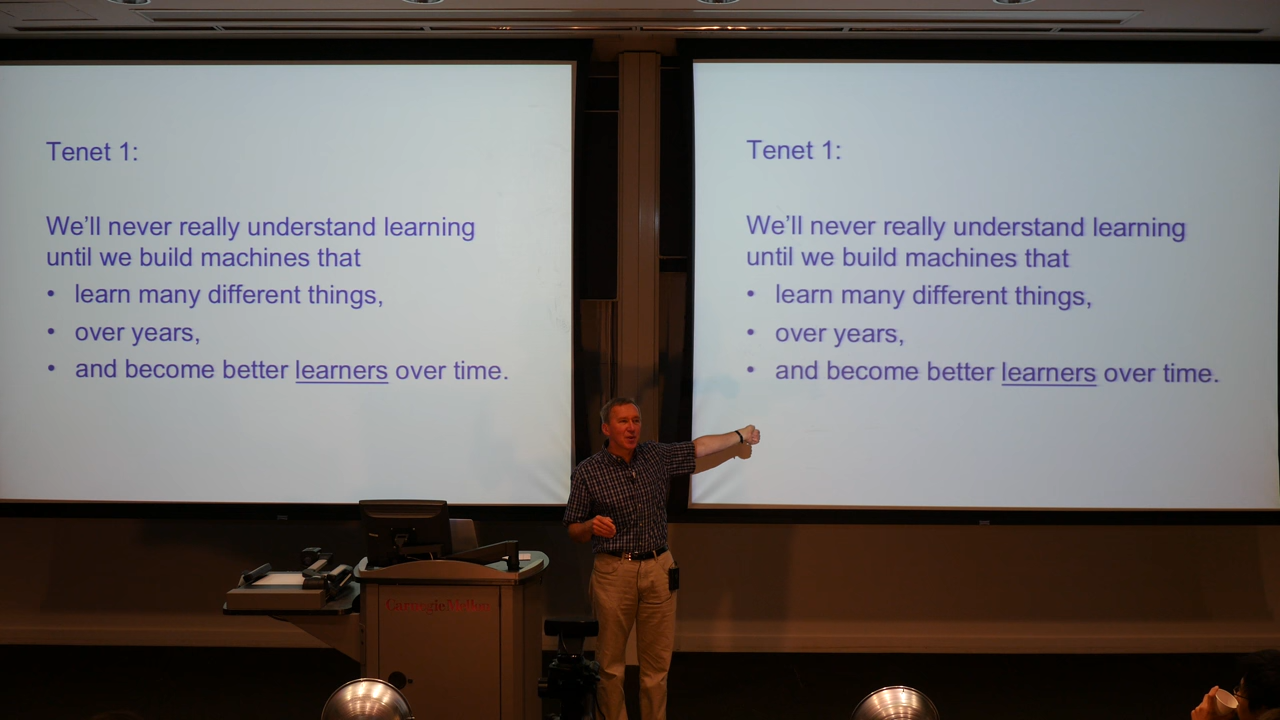 Tenet 1:
We'll never really understand learning
until we build machines that
• learn many different things,
• over years,
• and become better learners over time.
Tenet 1:
We'll never really understand learning
until we build machines that
• learn many different things,
• over years,
• and become better learners over time.
Carnegie Mellon